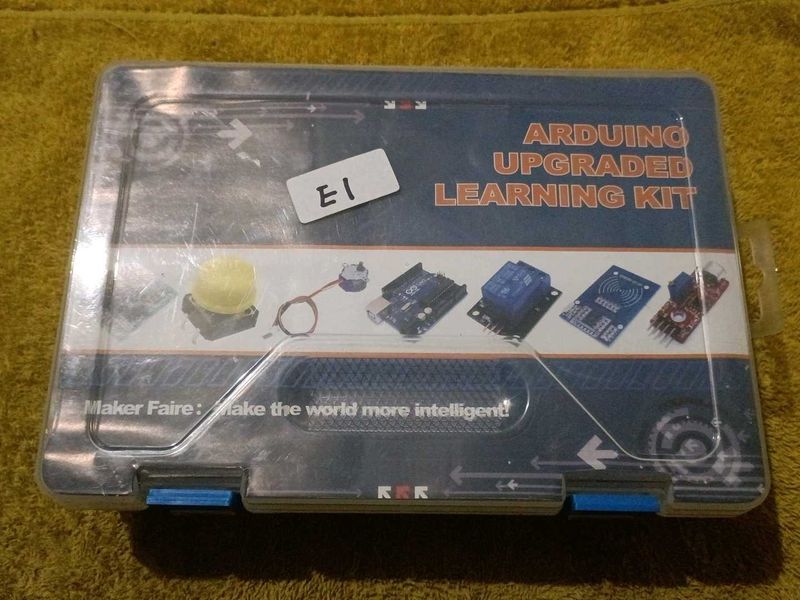 ARDUINO
UPGRADED
LEARNING KIT
E1
Maker Faire: Make the world more intelligent!